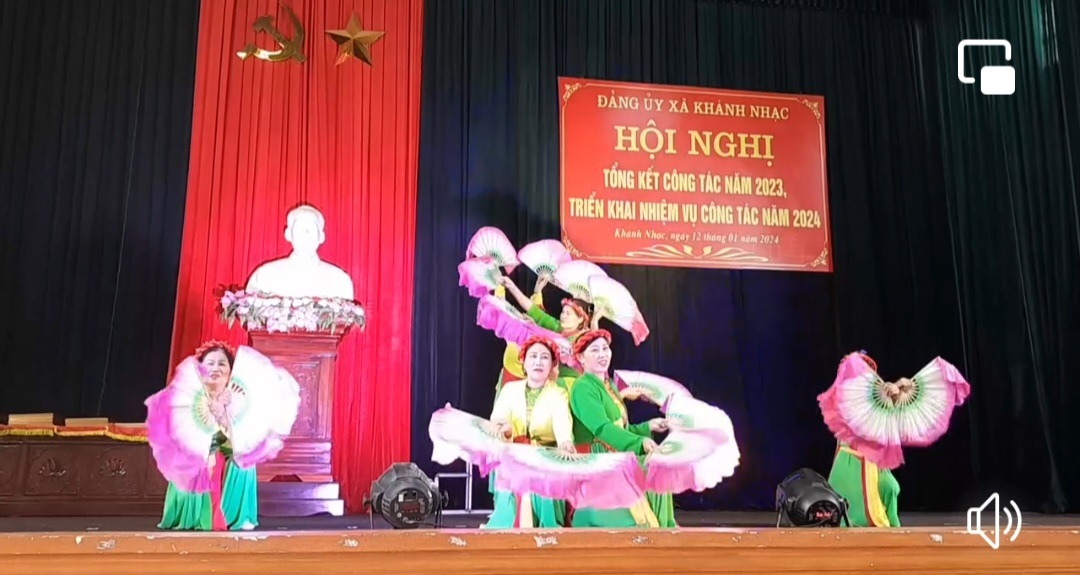 ĐẢNG ỦY XÃ KHÁNH NHẠC
HỘI NGHỊ
TỔNG KẾT CÔNG TÁC NĂM 2023,
TRIỂN KHAI NHIỆM VỤ CÔNG TÁC NĂM 2024
Khánh Nhạc, ngày 12 tháng 01 năm 2024